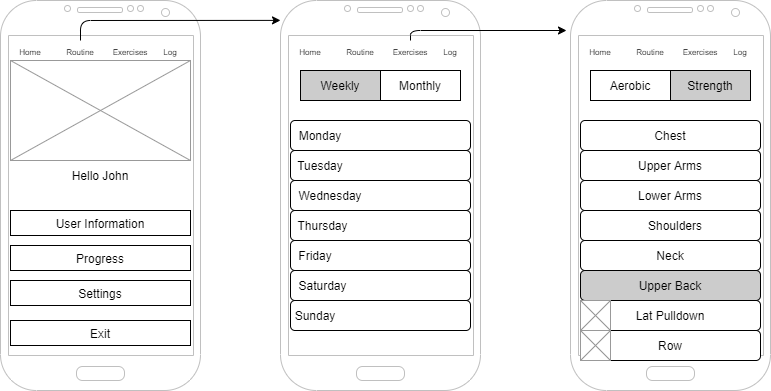 Home Routine Exercises Log
Hello John
User Information
Progress
Settings
Exit
Home Routine Exercises Log
Weekly Monthly
Monday
Tuesday
Wednesday
Thursday
Friday
Saturday
Sunday
Home Routine Exercises Log
Aerobic Strength
Chest
Upper Arms
Lower Arms
Shoulders
Neck
Upper Back
Lat Pulldown
Row